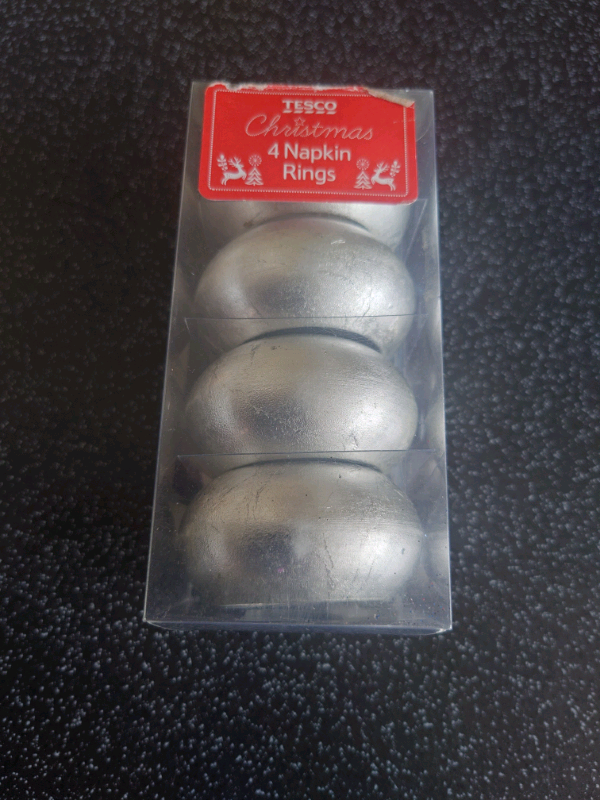 TESCO
Christmas
4 Napkin
Rings